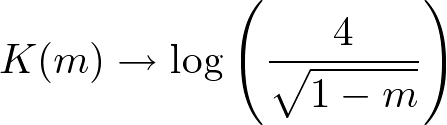 K(m) → log(4/√(1 − m))